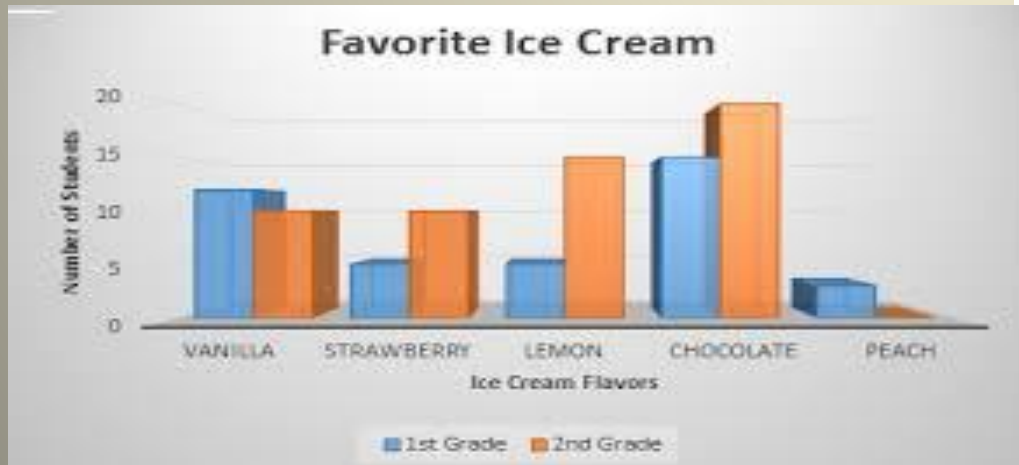 Favorite Ice Cream
Number of Students
20
15
10
5
0
VANILLA STRAWBERRY LEMON CHOCOLATE PEACH
Ice Cream Flavors
1st Grade 2nd Grade